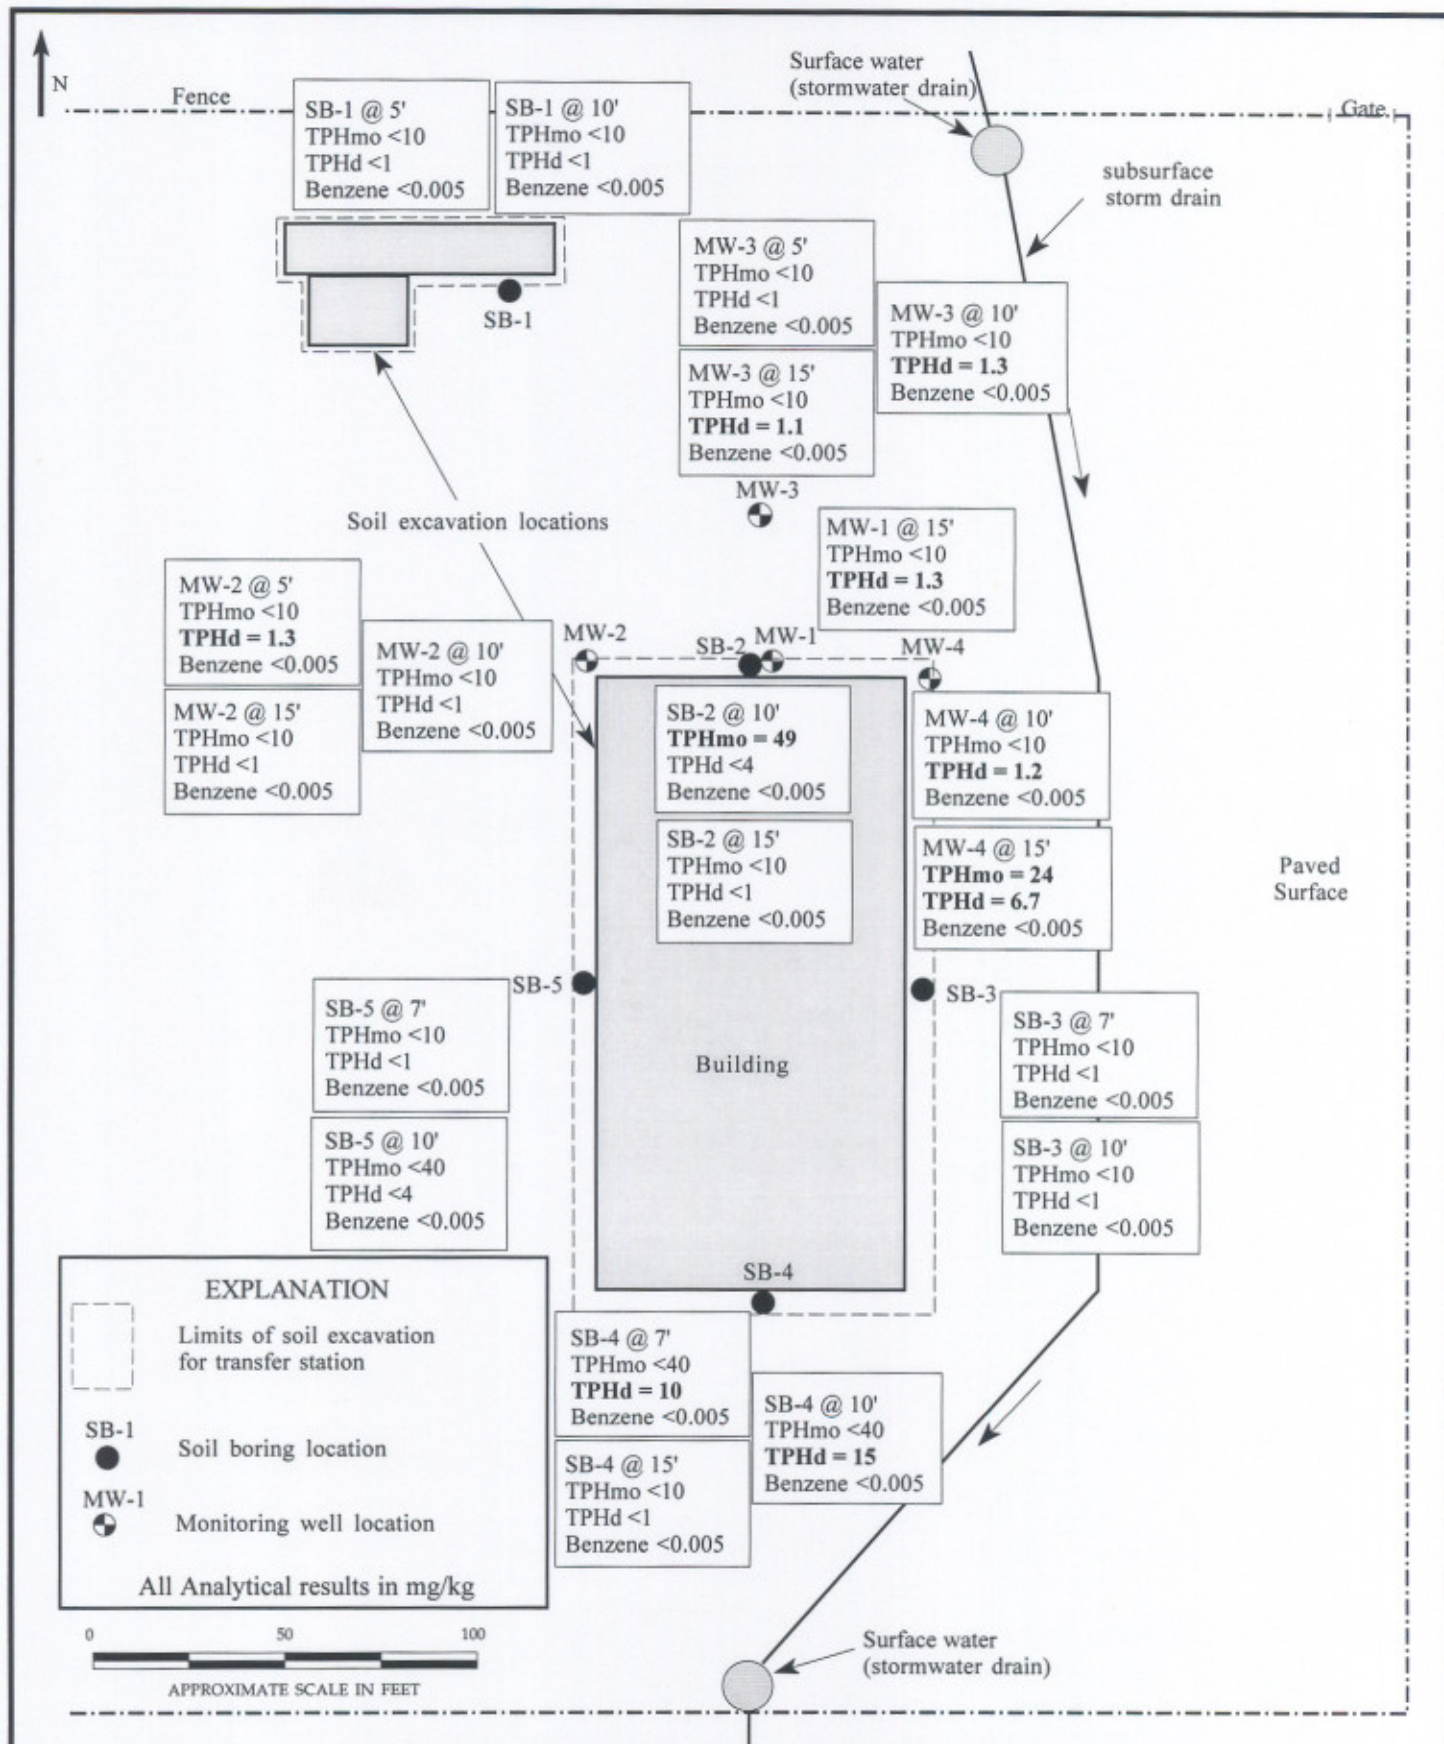 N
Fence
Surface water
(stormwater drain)
Gate
SB-1 @ 5'
TPHmo <10
TPHd <1
Benzene <0.005
SB-1 @ 10'
TPHmo <10
TPHd <1
Benzene <0.005
subsurface
storm drain
SB-1
MW-3 @ 5'
TPHmo <10
TPHd <1
Benzene <0.005
MW-3 @ 10'
TPHmo <10
TPHd = 1.3
Benzene <0.005
MW-3 @ 15'
TPHmo <10
TPHd = 1.1
Benzene <0.005
MW-3
Soil excavation locations
MW-1 @ 15'
TPHmo <10
TPHd = 1.3
Benzene <0.005
MW-2 @ 5'
TPHmo <10
TPHd = 1.3
Benzene <0.005
MW-2 @ 10'
TPHmo <10
TPHd <1
Benzene <0.005
MW-2 @ 15'
TPHmo <10
TPHd <1
Benzene <0.005
MW-2
SB-2
MW-1
MW-4
SB-2 @ 10'
TPHmo = 49
TPHd <4
Benzene <0.005
SB-2 @ 15'
TPHmo <10
TPHd <1
Benzene <0.005
MW-4 @ 10'
TPHmo <10
TPHd = 1.2
Benzene <0.005
MW-4 @ 15'
TPHmo = 24
TPHd = 6.7
Benzene <0.005
Paved
Surface
SB-5
SB-3
SB-5 @ 7'
TPHmo <10
TPHd <1
Benzene <0.005
SB-5 @ 10'
TPHmo <40
TPHd <4
Benzene <0.005
Building
SB-3 @ 7'
TPHmo <10
TPHd <1
Benzene <0.005
SB-3 @ 10'
TPHmo <10
TPHd <1
Benzene <0.005
SB-4
SB-4 @ 7'
TPHmo <40
TPHd = 10
Benzene <0.005
SB-4 @ 10'
TPHmo <40
TPHd = 15
Benzene <0.005
SB-4 @ 15'
TPHmo <10
TPHd <1
Benzene <0.005
EXPLANATION
Limits of soil excavation
for transfer station
SB-1
Soil boring location
MW-1
Monitoring well location
All Analytical results in mg/kg
0 50 100
APPROXIMATE SCALE IN FEET
Surface water
(stormwater drain)